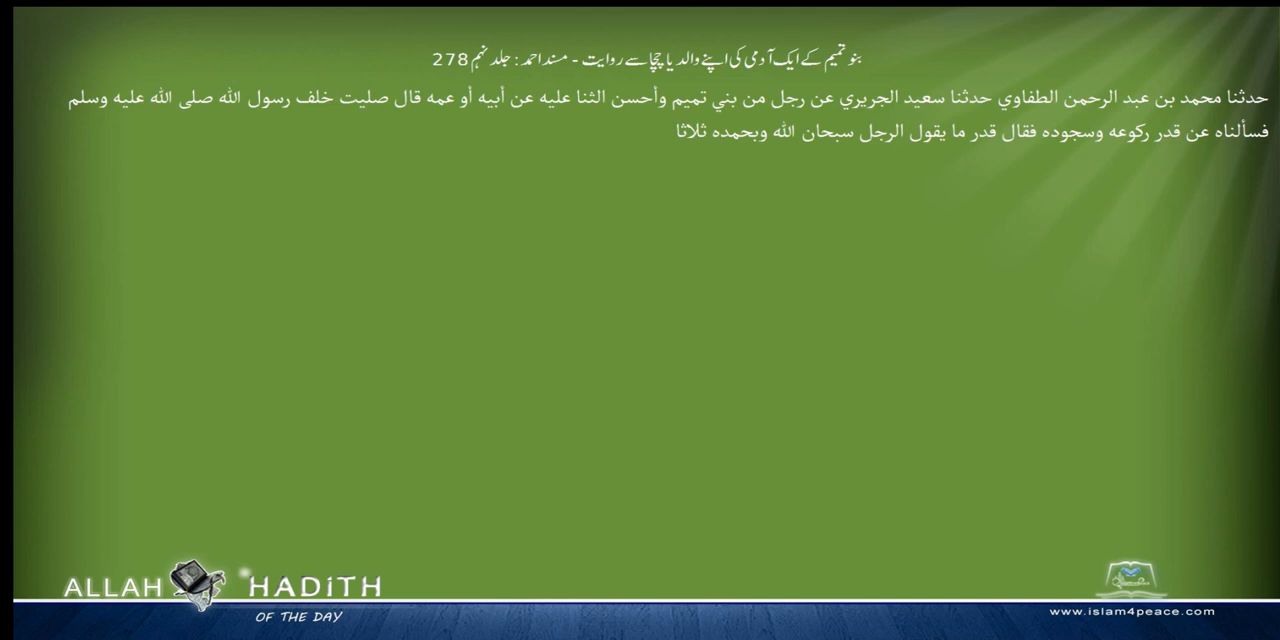 بنو تمیم کے ایک آدمی کی اپنے والد یا چچا سے روایت - مسند احمد: جلد نہم 278
حدثنا محمد بن عبد الرحمن الطفاوي حدثنا سعيد الجريري عن رجل من بني تميم وأحسن الثنا عليه عن أبيه أو عمه قال صليت خلف رسول الله صلى الله عليه وسلم
فسألناه عن قدر ركوعه وسجوده فقال قدر ما يقول الرجل سبحان الله وبحمده ثلاثا
ALLAH HADITH
OF THE DAY
www.islam4peace.com